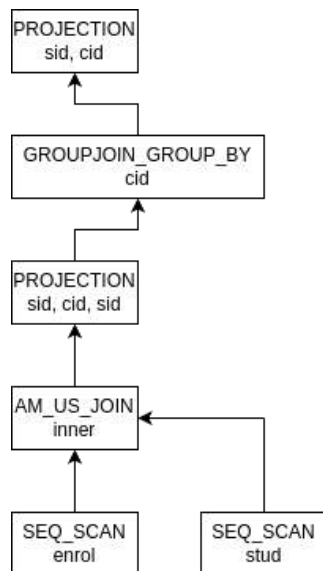 PROJECTION
sid, cid
GROUPJOIN_GROUP_BY
cid
PROJECTION
sid, cid, sid
AM_US_JOIN
inner
SEQ_SCAN
enrol
SEQ_SCAN
stud